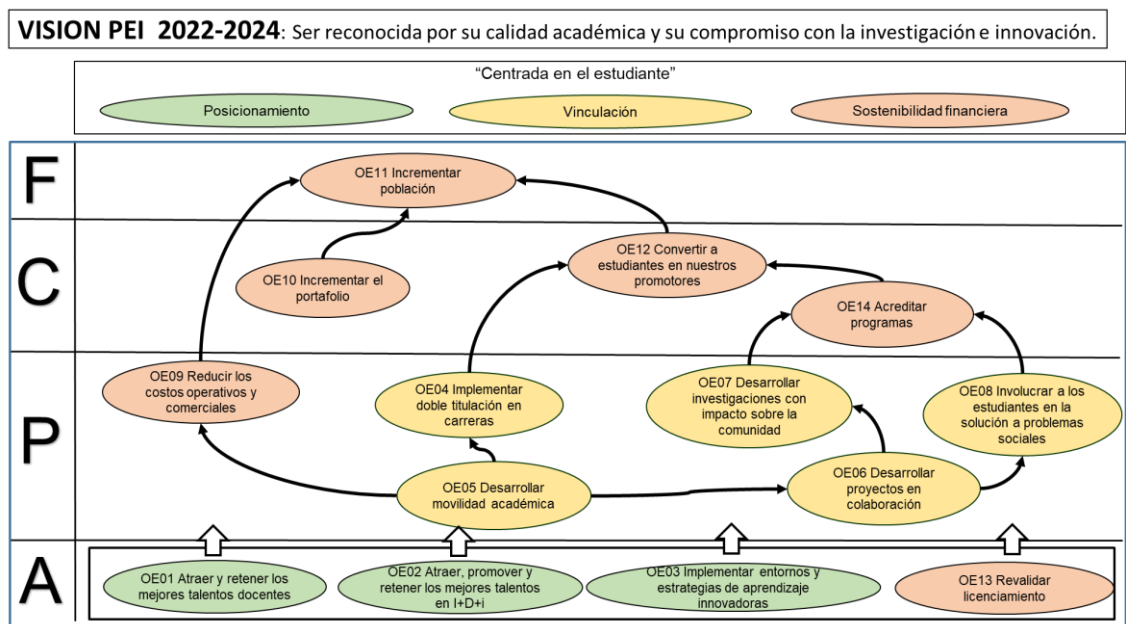 VISION PEI 2022-2024: Ser reconocida por su calidad académica y su compromiso con la investigación e innovación.
“Centrada en el estudiante”
Posicionamiento
Vinculación
Sostenibilidad financiera
F
OE11 Incrementar
población
C
OE10 Incrementar el
portafolio
OE12 Convertir a
estudiantes en nuestros
promotores
OE14 Acreditar
programas
P
OE09 Reducir los
costos operativos y
comerciales
OE04 Implementar
doble titulación en
carreras
OE07 Desarrollar
investigaciones con
impacto sobre la
comunidad
OE08 Involucrar a los
estudiantes en la
solución a problemas
sociales
OE05 Desarrollar
movilidad académica
OE06 Desarrollar
proyectos en
colaboración
A
OE01 Atraer y retener los
mejores talentos docentes
OE02 Atraer, promover y
retener los mejores talentos
en I+D+i
OE03 Implementar entornos y
estrategias de aprendizaje
innovadoras
OE13 Revalidar
licenciamiento